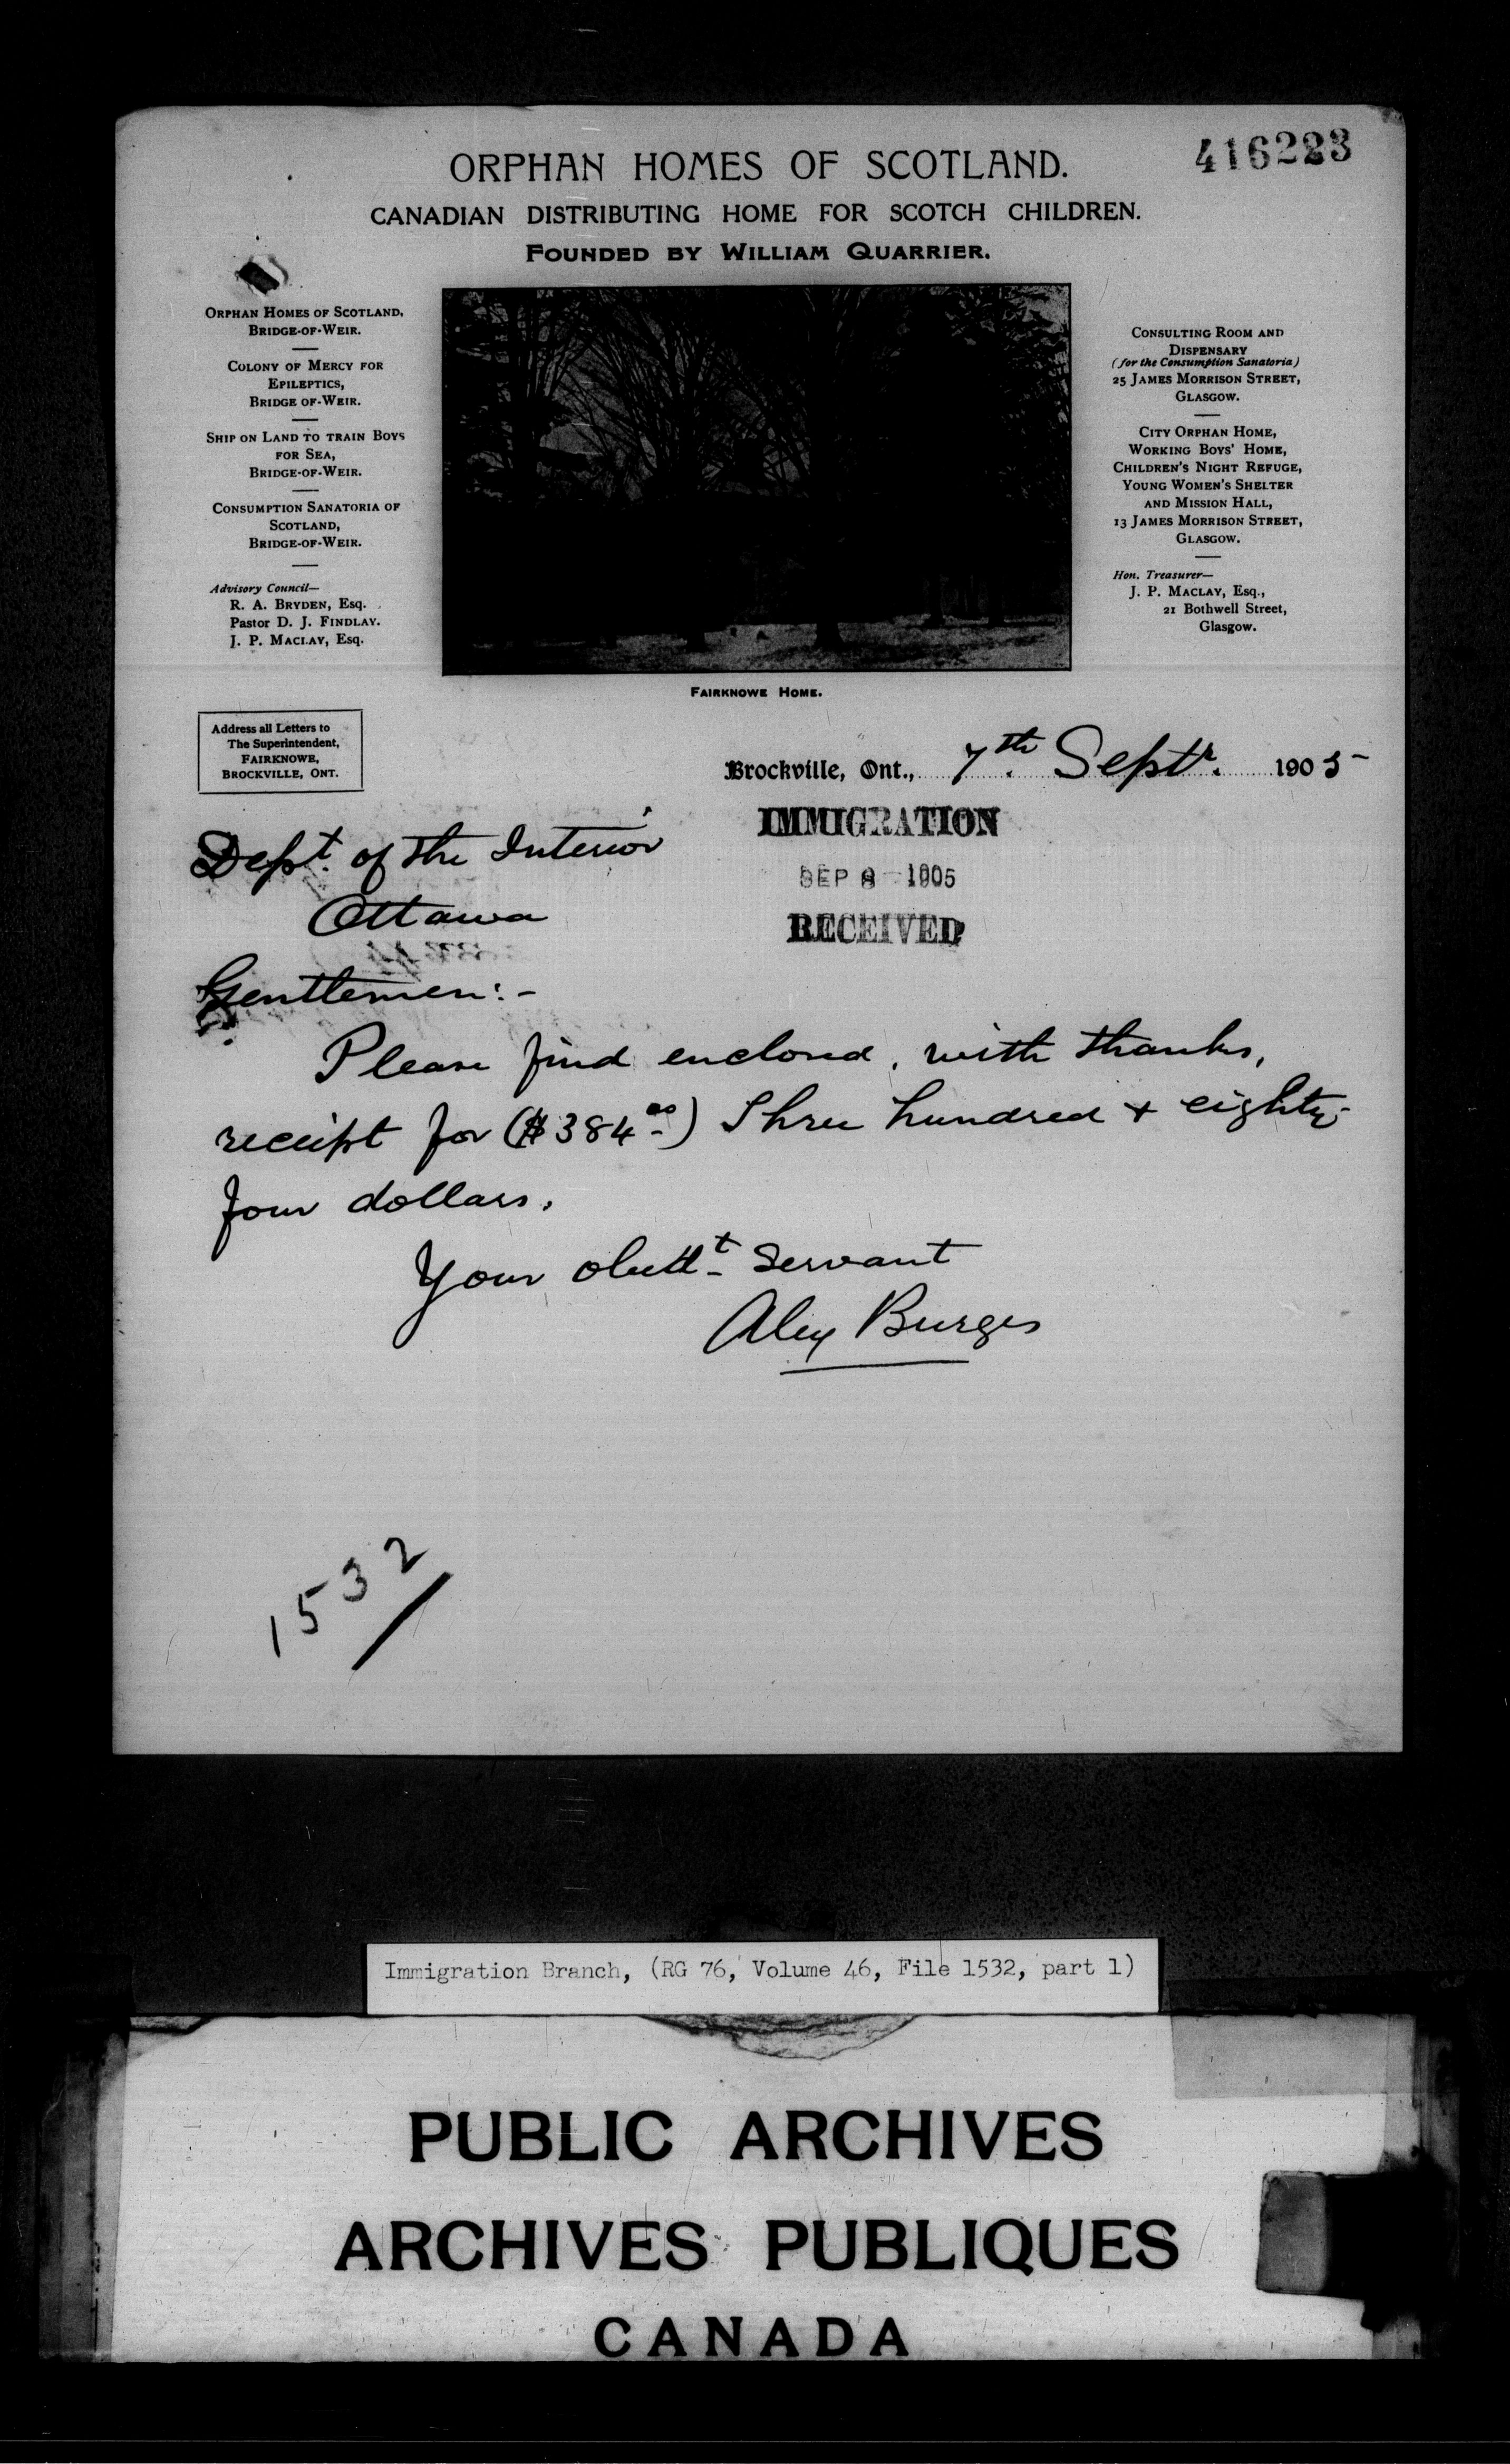 416223
ORPHAN HOMES OF SCOTLAND.
CANADIAN DISTRIBUTING HOME FOR SCOTCH CHILDREN.
FOUNDED BY WILLIAM QUARRIER.
ORPHAN HOMES OF SCOTLAND,
BRIDGE-OF-WEIR.
COLONY OF MERCY FOR
EPILEPTICS,
BRIDGE OF-WEIR.
SHIP ON LAND TO TRAIN BOYS
FOR SEA,
BRIDGE-OF-WEIR.
CONSUMPTION SANATORIA OF
SCOTLAND,
BRIDGE-OF-WEIR.
Advisory Council—
R. A. BRYDEN, Esq.
Pastor D. J. FINDLAY.
J. P. MACLAY, Esq.
CONSULTING ROOM AND
DISPENSARY
(for the Consumption Sanatoria)
25 JAMES MORRISON STREET,
GLASGOW.
CITY ORPHAN HOME,
WORKING BOYS' HOME,
CHILDREN'S NIGHT REFUGE,
YOUNG WOMEN'S SHELTER
AND MISSION HALL,
13 JAMES MORRISON STREET,
GLASGOW.
Hon. Treasurer—
J. P. MACLAY, Esq.,
21 Bothwell Street,
Glasgow.
FAIRKNOWE HOME.
Address all Letters to
The Superintendent,
FAIRKNOWE,
BROCKVILLE, ONT.
Brockville, Ont., 7th. Septr. 1905
IMMIGRATION
SEP 8 1905
RECEIVED
Dept. of the Interior
Ottawa
Gentlemen:-
Please find enclosed, with thanks,
receipt for ($384.00) Three hundred + eighty-
four dollars.
Your obedt. Servant
Alex Burges
1532
Immigration Branch, (RG 76, Volume 46, File 1532, part 1)
PUBLIC ARCHIVES
ARCHIVES PUBLIQUES
CANADA